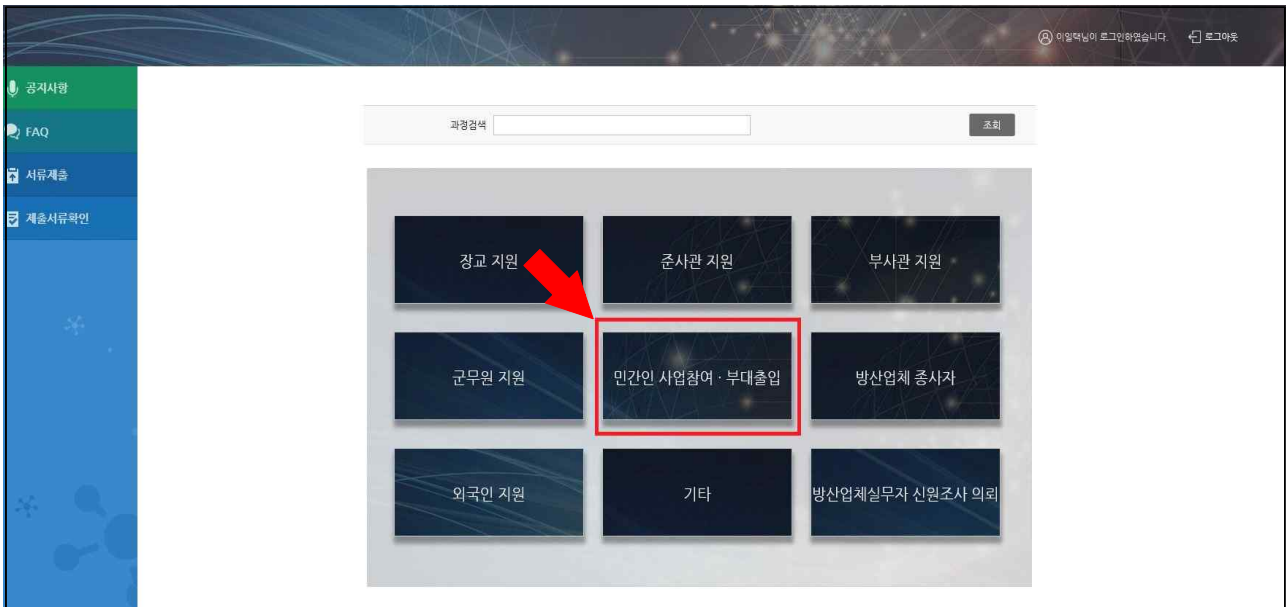 이일택님이 로그인하였습니다. 로그아웃
공지사항
FAQ
서류제출
제출서류확인
과정검색 조회
장교 지원 준사관 지원 부사관 지원
군무원 지원 민간인 사업참여 · 부대출입 방산업체 종사자
외국인 지원 기타 방산업체실무자 신원조사 의뢰